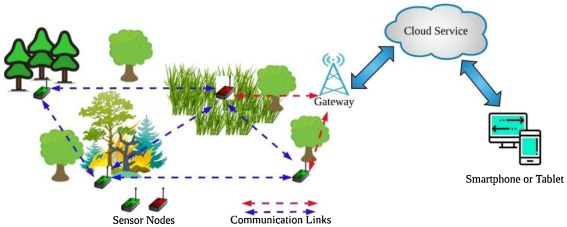 Cloud Service
Gateway
Smartphone or Tablet
Sensor Nodes
Communication Links